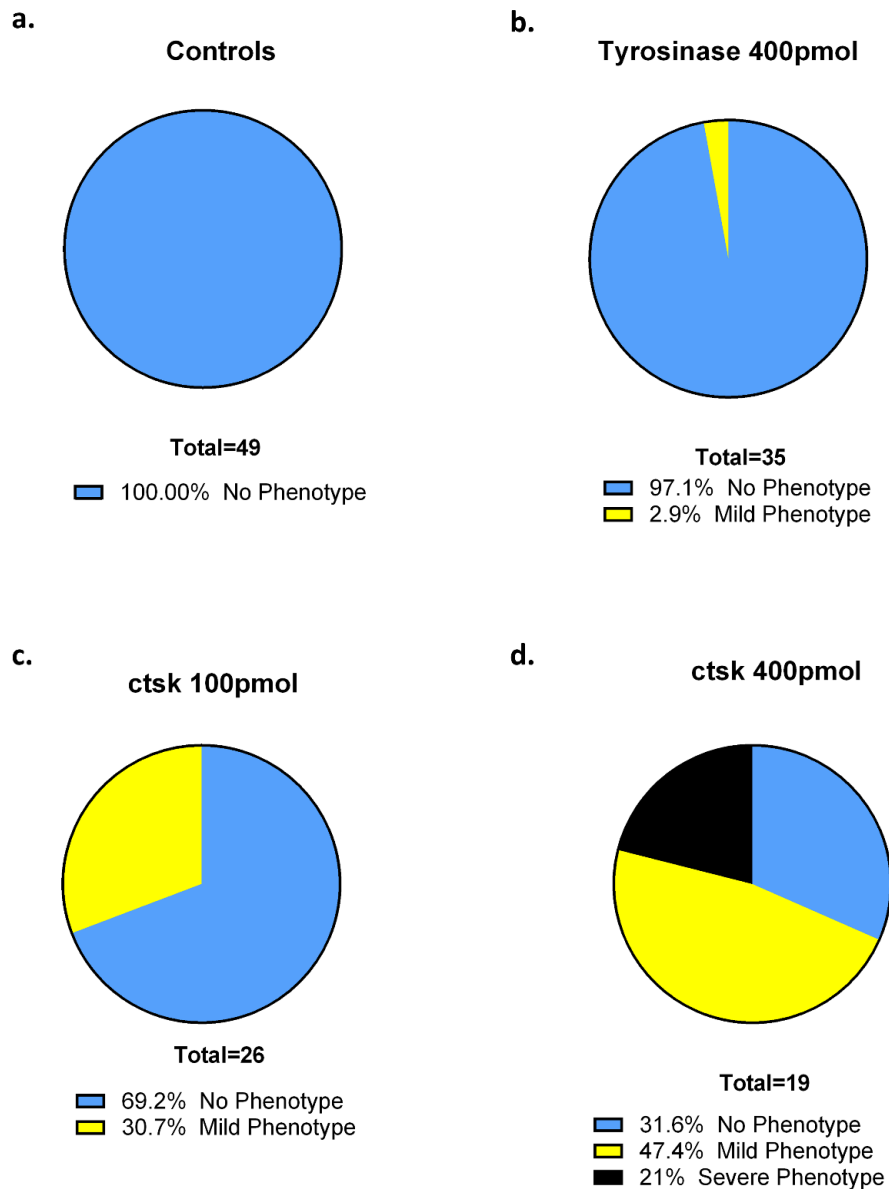 a.
Controls
Total=49
100.00% No Phenotype
b.
Tyrosinase 400pmol
Total=35
97.1% No Phenotype
2.9% Mild Phenotype
c.
ctsk 100pmol
Total=26
69.2% No Phenotype
30.7% Mild Phenotype
d.
ctsk 400pmol
Total=19
31.6% No Phenotype
47.4% Mild Phenotype
21% Severe Phenotype